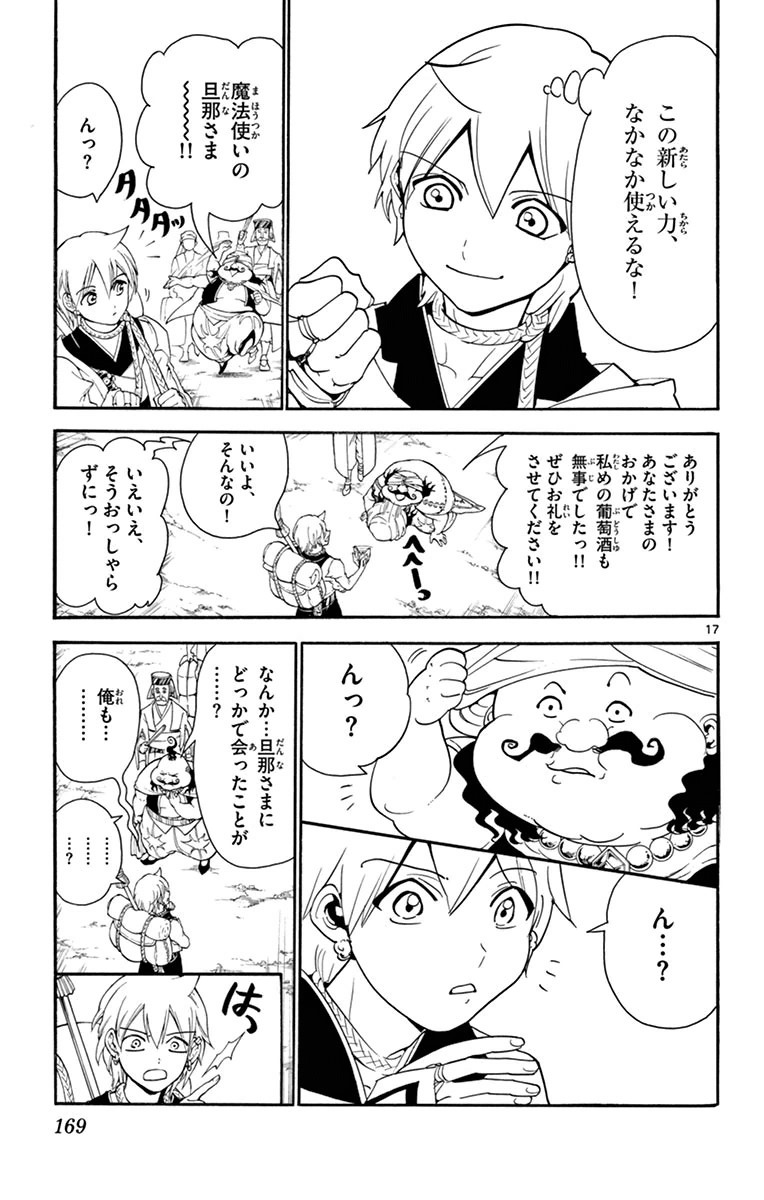 この新しい力、
なかなか使えるな！
魔法使いの
旦那さま
〜〜〜〜!!
タタタッ
んっ？
ありがとう
ございます！
あなたさまの
おかげで
私めの葡萄酒も
無事でしたっ!!
ぜひお礼を
させてください!!
へへーっ
いいよ、
そんなの！
いえいえ、
そうおっしゃら
ずにっ！
17
んっ？
ん…？
なんか…旦那さまに
どっかで会ったことが
……？
俺も…
………
……
……？
はっ
169